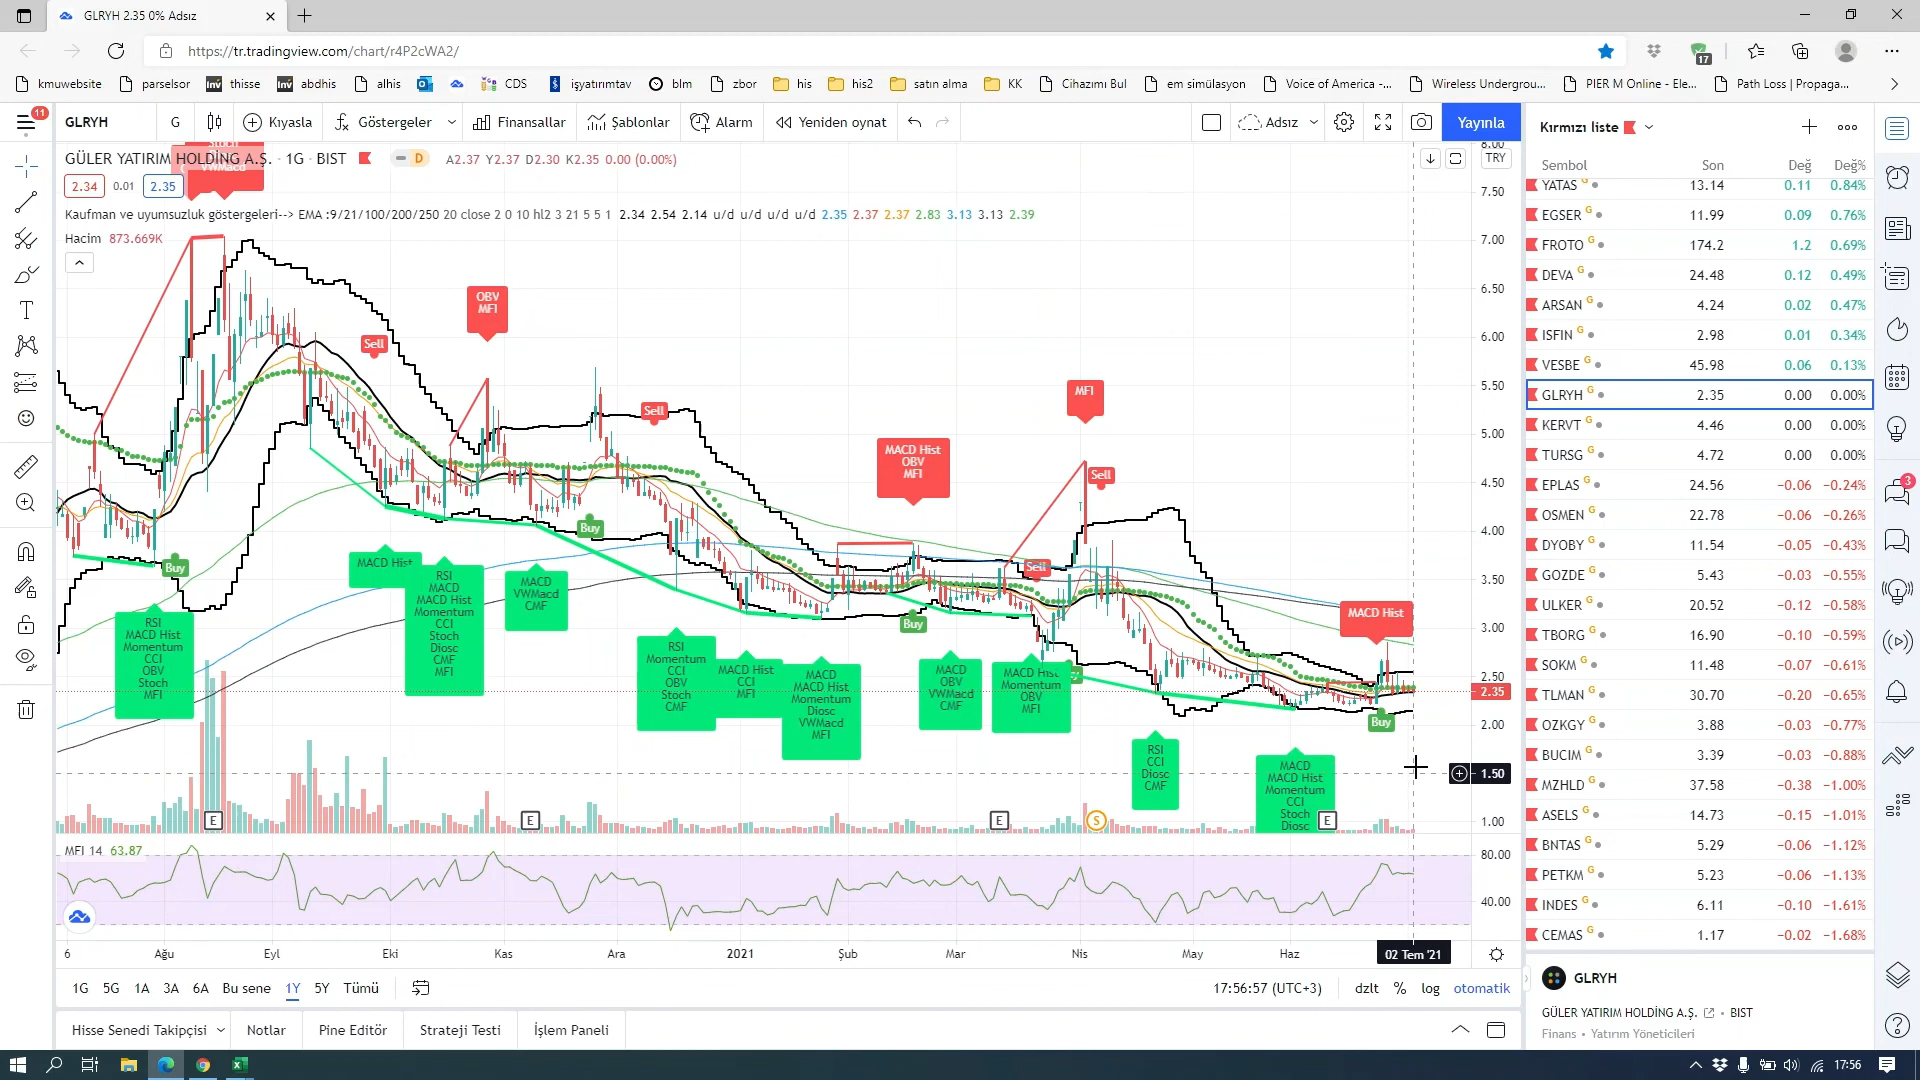 GLRYH 2.35 0% Adsız
https://tr.tradingview.com/chart/r4P2cWA2/
17
kmuwebsite
parselsor
thisse
abdhis
alhis
CDS
işyatırımtav
blm
zbor
his
his2
satın alma
KK
Cihazımı Bul
em simülasyon
Voice of America -...
Wireless Undergrou...
PIER M Online - Ele...
Path Loss | Propaga...
11
GLRYH
G
Kıyasla
Göstergeler
Finansallar
Şablonlar
Alarm
Yeniden oynat
Adsız
Yayınla
GÜLER YATIRIM HOLDİNG A.Ş. · 1G · BIST
D
A2.37 Y2.37 D2.30 K2.35 0.00 (0.00%)
2.34
0.01
2.35
Kaufman ve uyumsuzluk göstergeleri--> EMA :9/21/100/200/250 20 close 2 0 10 hl2 3 21 5 5 1 2.34 2.54 2.14 u/d u/d u/d u/d 2.35 2.37 2.37 2.83 3.13 3.13 2.39
Hacim 873.669K
TRY
8.00
7.50
7.00
6.50
6.00
5.50
5.00
4.50
4.00
3.50
3.00
2.50
2.35
2.00
1.50
1.00
80.00
40.00
Stoch
VWMacd
Sell
OBV
MFI
Sell
MACD Hist
OBV
MFI
MFI
Sell
Sell
MACD Hist
Buy
Buy
Buy
Buy
RSI
MACD Hist
Momentum
CCI
OBV
Stoch
MFI
MACD Hist
RSI
MACD
MACD Hist
Momentum
CCI
Stoch
Diosc
CMF
MFI
MACD
VWMacd
CMF
RSI
Momentum
CCI
OBV
Stoch
CMF
MACD Hist
CCI
MFI
MACD
MACD Hist
Momentum
Diosc
VWMacd
MFI
MACD
OBV
VWMacd
CMF
MACD Hist
Momentum
OBV
MFI
RSI
CCI
Diosc
CMF
MACD
MACD Hist
Momentum
CCI
Stoch
Diosc
E
E
E
S
E
MFI 14 63.87
6
Ağu
Eyl
Eki
Kas
Ara
2021
Şub
Mar
Nis
May
Haz
02 Tem '21
1G
5G
1A
3A
6A
Bu sene
1Y
5Y
Tümü
17:56:57 (UTC+3)
dzlt
%
log
otomatik
Hisse Senedi Takipçisi
Notlar
Pine Editör
Strateji Testi
İşlem Paneli
Kırmızı liste
Sembol Son Değ Değ%
YATAS G 13.14 0.11 0.84%
EGSER G 11.99 0.09 0.76%
FROTO G 174.2 1.2 0.69%
DEVA G 24.48 0.12 0.49%
ARSAN G 4.24 0.02 0.47%
ISFIN G 2.98 0.01 0.34%
VESBE G 45.98 0.06 0.13%
GLRYH G 2.35 0.00 0.00%
KERVT G 4.46 0.00 0.00%
TURSG G 4.72 0.00 0.00%
EPLAS G 24.56 −0.06 −0.24%
OSMEN G 22.78 −0.06 −0.26%
DYOBY G 11.54 −0.05 −0.43%
GOZDE G 5.43 −0.03 −0.55%
ULKER G 20.52 −0.12 −0.58%
TBORG G 16.90 −0.10 −0.59%
SOKM G 11.48 −0.07 −0.61%
TLMAN G 30.70 −0.20 −0.65%
OZKGY G 3.88 −0.03 −0.77%
BUCIM G 3.39 −0.03 −0.88%
MZHLD G 37.58 −0.38 −1.00%
ASELS G 14.73 −0.15 −1.01%
BNTAS G 5.29 −0.06 −1.12%
PETKM G 5.23 −0.06 −1.13%
INDES G 6.11 −0.10 −1.61%
CEMAS G 1.17 −0.02 −1.68%
3
GLRYH
GÜLER YATIRIM HOLDİNG A.Ş. • BIST
Finans • Yatırım Yöneticileri
17:56